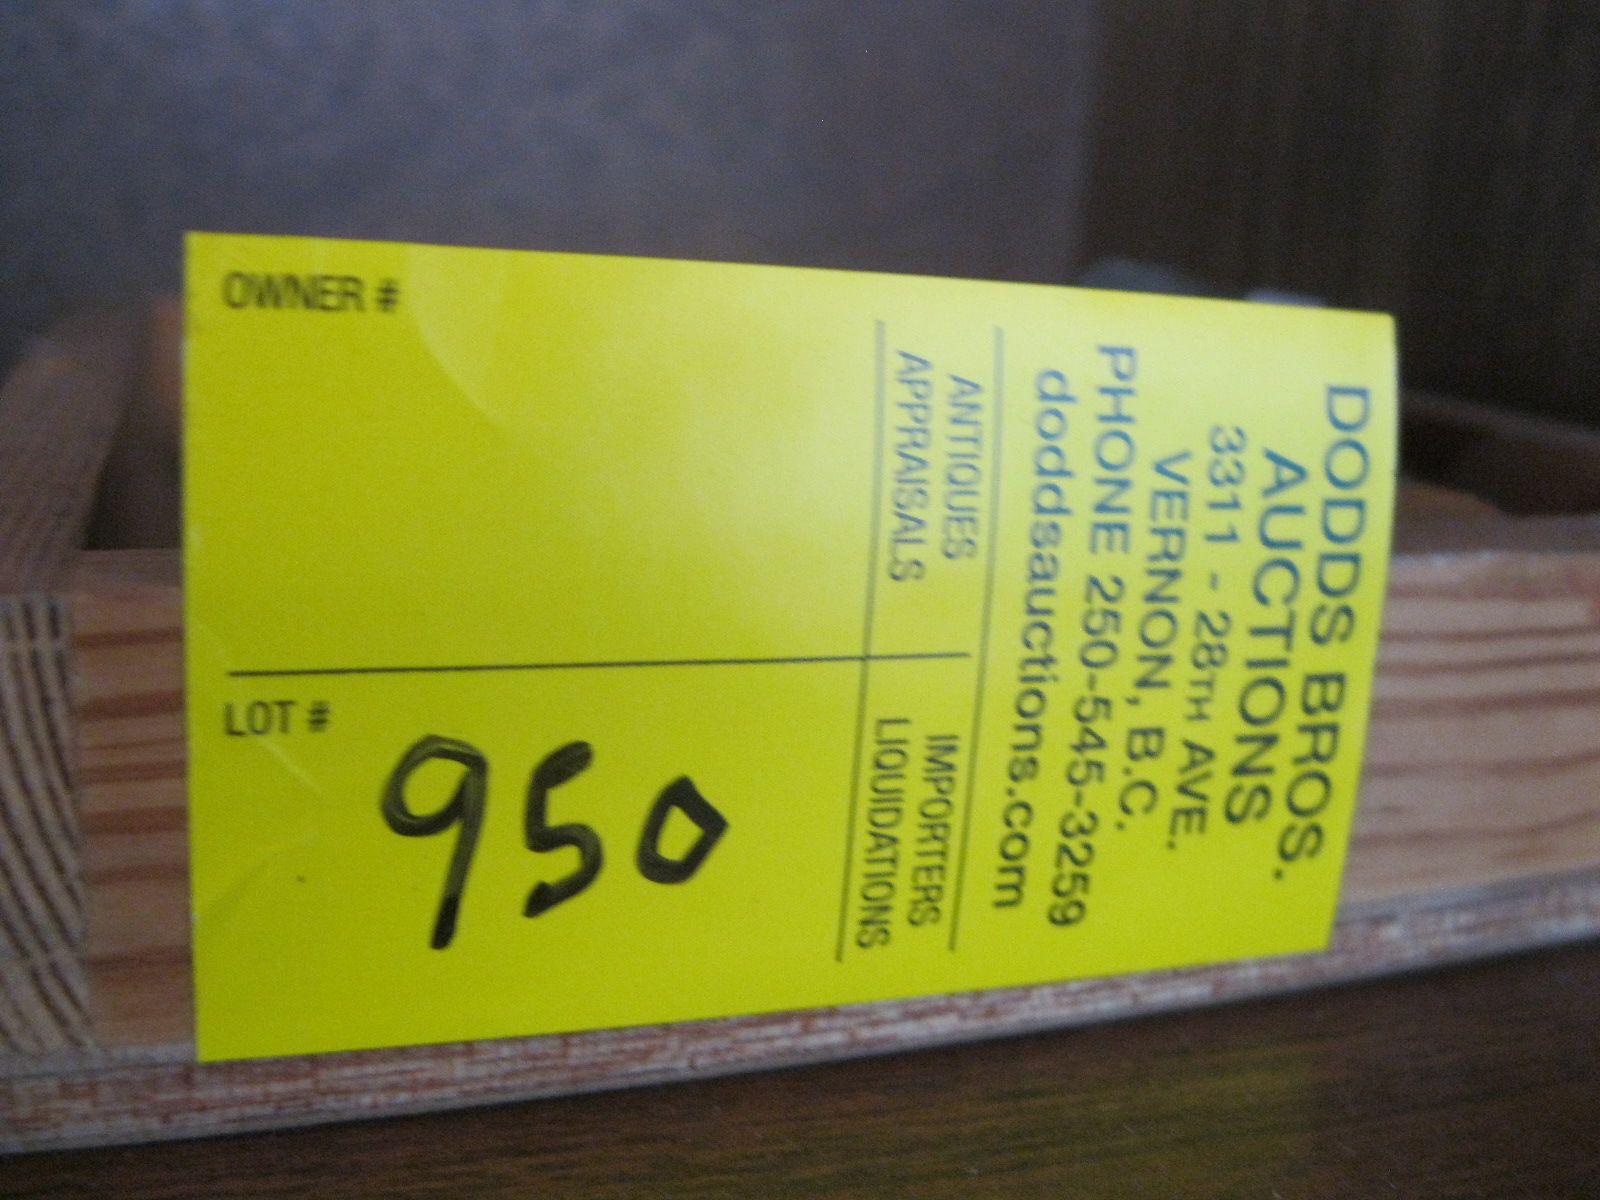 DODDS BROS.
AUCTIONS
3311 - 28TH AVE.
VERNON, B.C.
PHONE 250-545-3259
doddsauctions.com
ANTIQUES IMPORTERS
APPRAISALS LIQUIDATIONS
OWNER #
LOT #
950